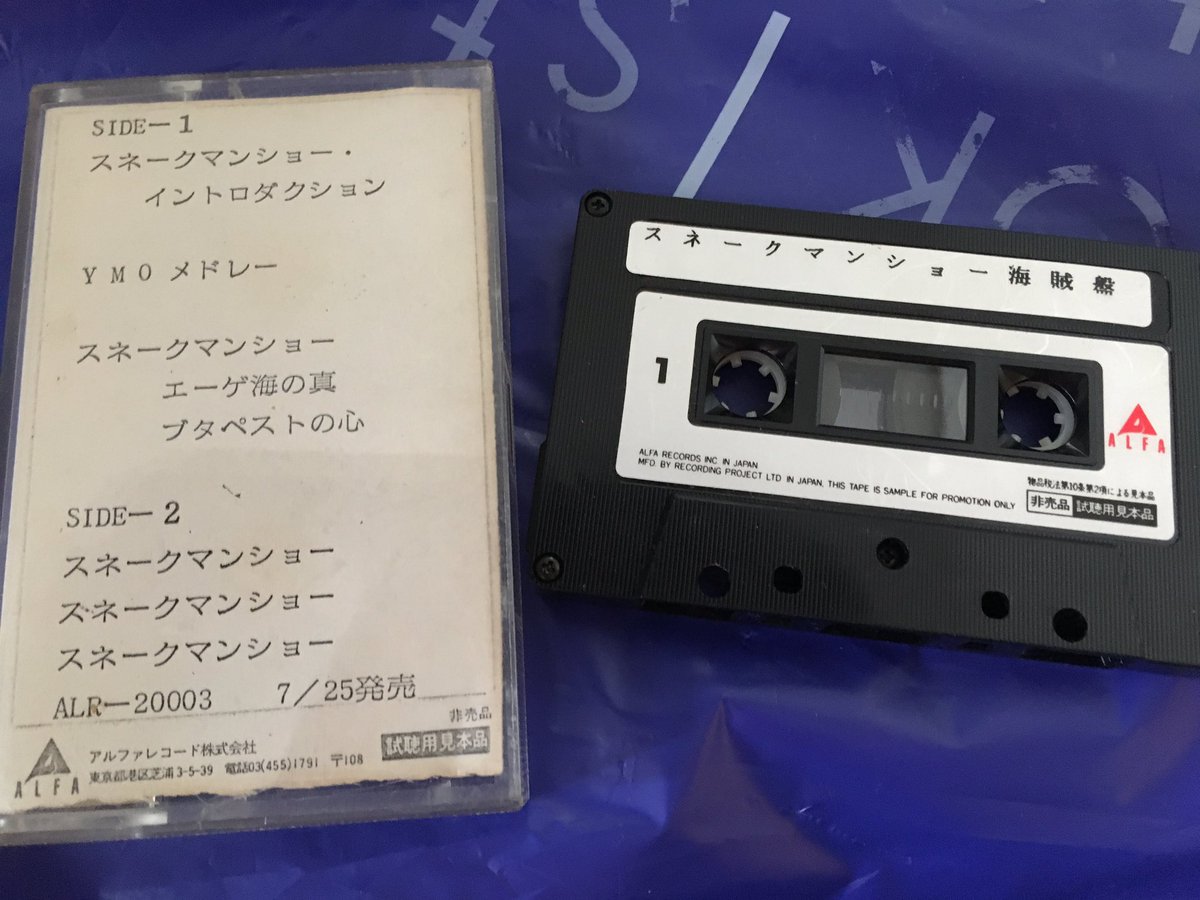 SIDE−1
スネークマンショー・
イントロダクション
YMOメドレー
スネークマンショー
エーゲ海の真
ブタペストの心
SIDE−2
スネークマンショー
スネークマンショー
スネークマンショー
ALR−20003 7/25発売
非売品
試聴用見本品
ALFA
アルファレコード株式会社
東京都港区芝浦3-5-39 電話03(455)1791 〒108
スネークマンショー海賊盤
1
ALFA
ALFA RECORDS INC. IN JAPAN
MFD. BY RECORDING PROJECT LTD IN JAPAN. THIS TAPE IS SAMPLE FOR PROMOTION ONLY
物品税法第10条第2項による見本品
非売品 試聴用見本品